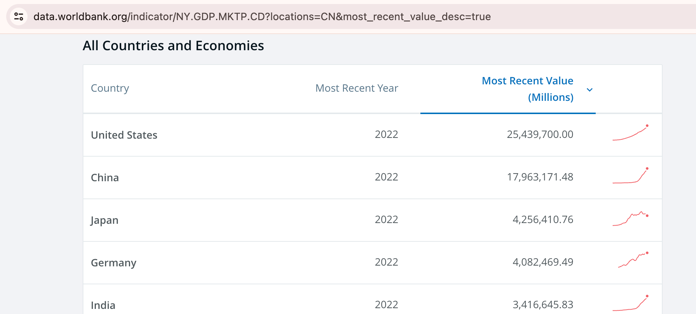 data.worldbank.org/indicator/NY.GDP.MKTP.CD?locations=CN&most_recent_value_desc=true
All Countries and Economies
Country Most Recent Year Most Recent Value
(Millions)
United States 2022 25,439,700.00
China 2022 17,963,171.48
Japan 2022 4,256,410.76
Germany 2022 4,082,469.49
India 2022 3,416,645.83